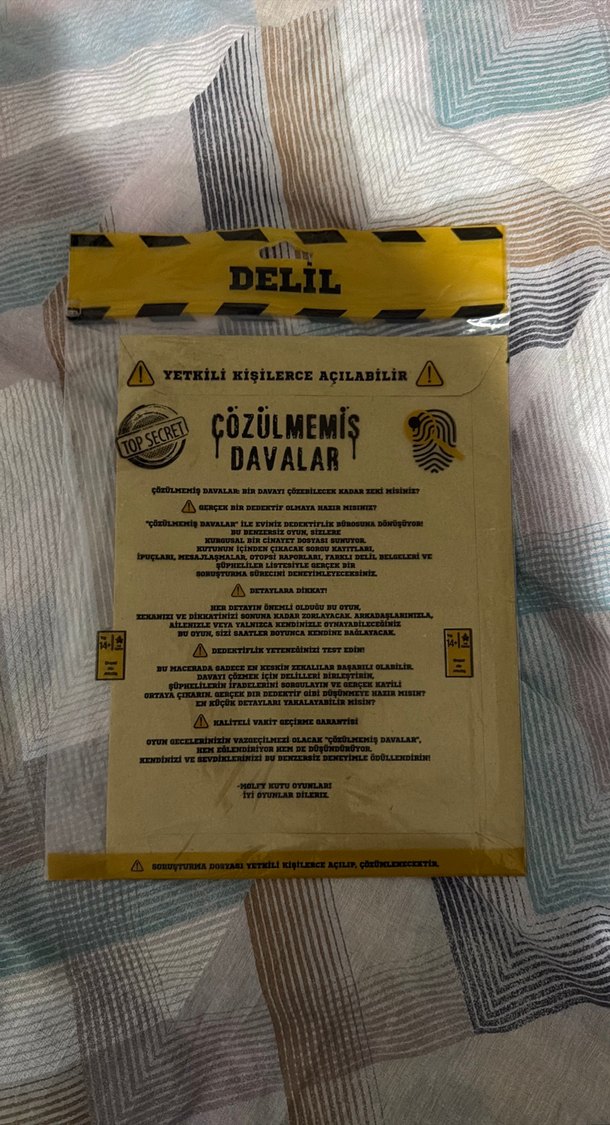 DELİL
YETKİLİ KİŞİLERCE AÇILABİLİR
TOP SECRET
ÇÖZÜLMEMİŞ
DAVALAR
ÇÖZÜLMEMİŞ DAVALAR: BİR DAVAYI ÇÖZEBİLECEK KADAR ZEKİ MİSİNİZ?
GERÇEK BİR DEDEKTİF OLMAYA HAZIR MISINIZ?
"ÇÖZÜLMEMİŞ DAVALAR" İLE EVİNİZ DEDEKTİFLİK BÜROSUNA DÖNÜŞÜYOR!
BU BENZERSİZ OYUN, SİZLERE
KURGUSAL BİR CİNAYET DOSYASI SUNUYOR.
KUTUNUN İÇİNDEN ÇIKACAK SORGU KAYITLARI,
İPUÇLARI, MESAJLAŞMALAR, OTOPSİ RAPORLARI, FARKLI DELİL BELGELERİ VE
ŞÜPHELİLER LİSTESİYLE GERÇEK BİR
SORUŞTURMA SÜRECİNİ DENEYİMLEYECEKSİNİZ.
DETAYLARA DİKKAT!
HER DETAYIN ÖNEMLİ OLDUĞU BU OYUN,
ZEKANIZI VE DİKKATİNİZİ SONUNA KADAR ZORLAYACAK. ARKADAŞLARINIZLA,
AİLENİZLE VEYA YALNIZCA KENDİNİZLE OYNAYABİLECEĞİNİZ
BU OYUN, SİZİ SAATLER BOYUNCA KENDİNE BAĞLAYACAK.
DEDEKTİFLİK YETENEĞİNİZİ TEST EDİN!
BU MACERADA SADECE EN KESKİN ZEKALILAR BAŞARILI OLABİLİR.
DAVAYI ÇÖZMEK İÇİN DELİLLERİ BİRLEŞTİRİN,
ŞÜPHELİLERİN İFADELERİNİ SORGULAYIN VE GERÇEK KATİLİ
ORTAYA ÇIKARIN. GERÇEK BİR DEDEKTİF GİBİ DÜŞÜNMEYE HAZIR MISIN?
EN KÜÇÜK DETAYLARI YAKALAYABİLİR MİSİN?
KALİTELİ VAKİT GEÇİRME GARANTİSİ
OYUN GECELERİNİZİN VAZGEÇİLMEZİ OLACAK "ÇÖZÜLMEMİŞ DAVALAR",
HEM EĞLENDİRİYOR HEM DE DÜŞÜNDÜRÜYOR.
KENDİNİZİ VE SEVDİKLERİNİZİ BU BENZERSİZ DENEYİMLE ÖDÜLLENDİRİN!
-MOLFY KUTU OYUNLARI
İYİ OYUNLAR DİLERİZ.
14+
14+
SORUŞTURMA DOSYASI YETKİLİ KİŞİLERCE AÇILIP, ÇÖZÜMLENECEKTİR.